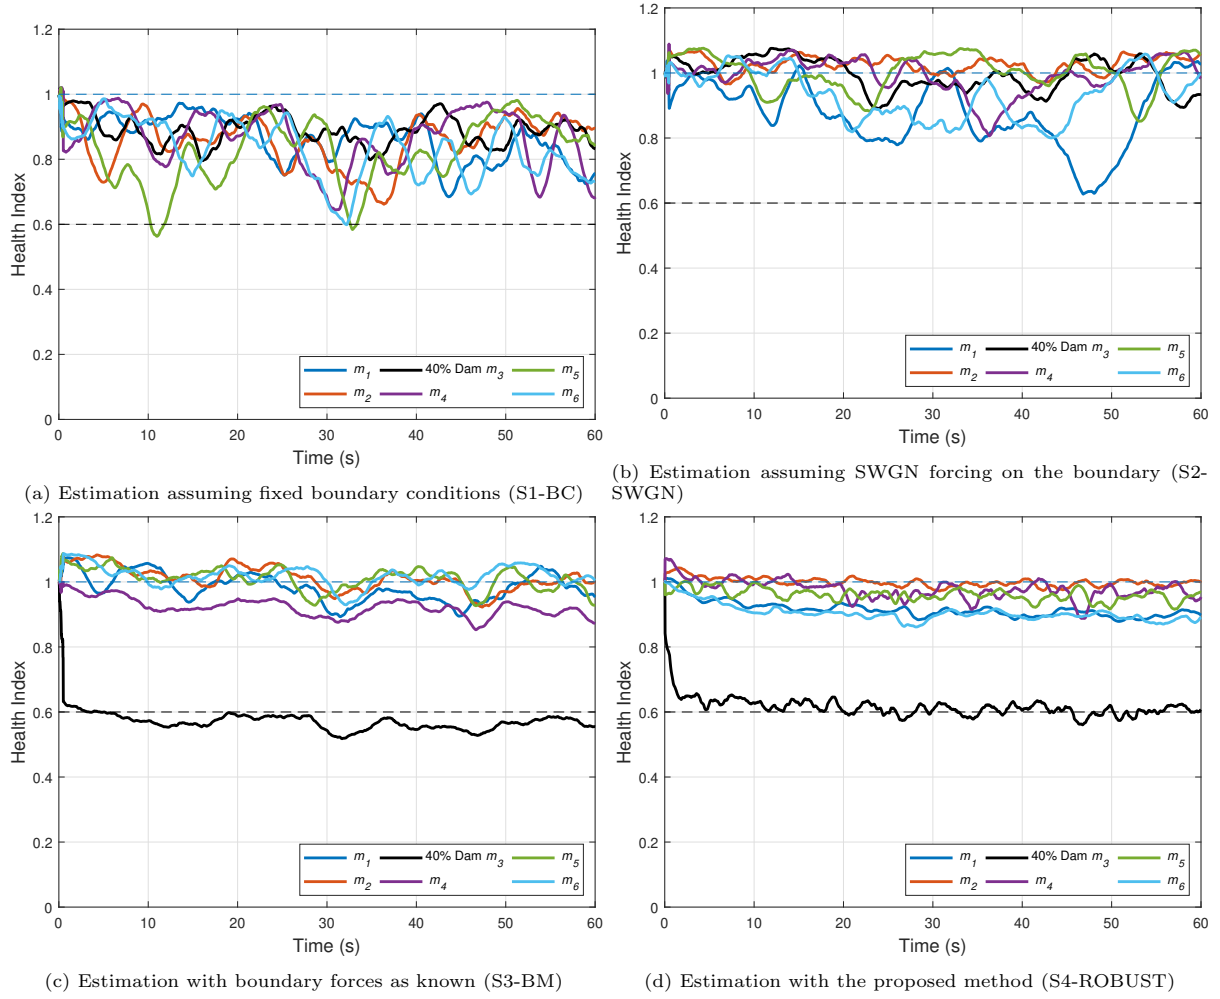 1.2
1
0.8
0.6
0.4
0.2
0
Health Index
0 10 20 30 40 50 60
Time (s)
m1 40% Dam m3 m5
m2 m4 m6
(a) Estimation assuming fixed boundary conditions (S1-BC)
1.2
1
0.8
0.6
0.4
0.2
0
Health Index
0 10 20 30 40 50 60
Time (s)
m1 40% Dam m3 m5
m2 m4 m6
(b) Estimation assuming SWGN forcing on the boundary (S2-
SWGN)
1.2
1
0.8
0.6
0.4
0.2
0
Health Index
0 10 20 30 40 50 60
Time (s)
m1 40% Dam m3 m5
m2 m4 m6
(c) Estimation with boundary forces as known (S3-BM)
1.2
1
0.8
0.6
0.4
0.2
0
Health Index
0 10 20 30 40 50 60
Time (s)
m1 40% Dam m3 m5
m2 m4 m6
(d) Estimation with the proposed method (S4-ROBUST)